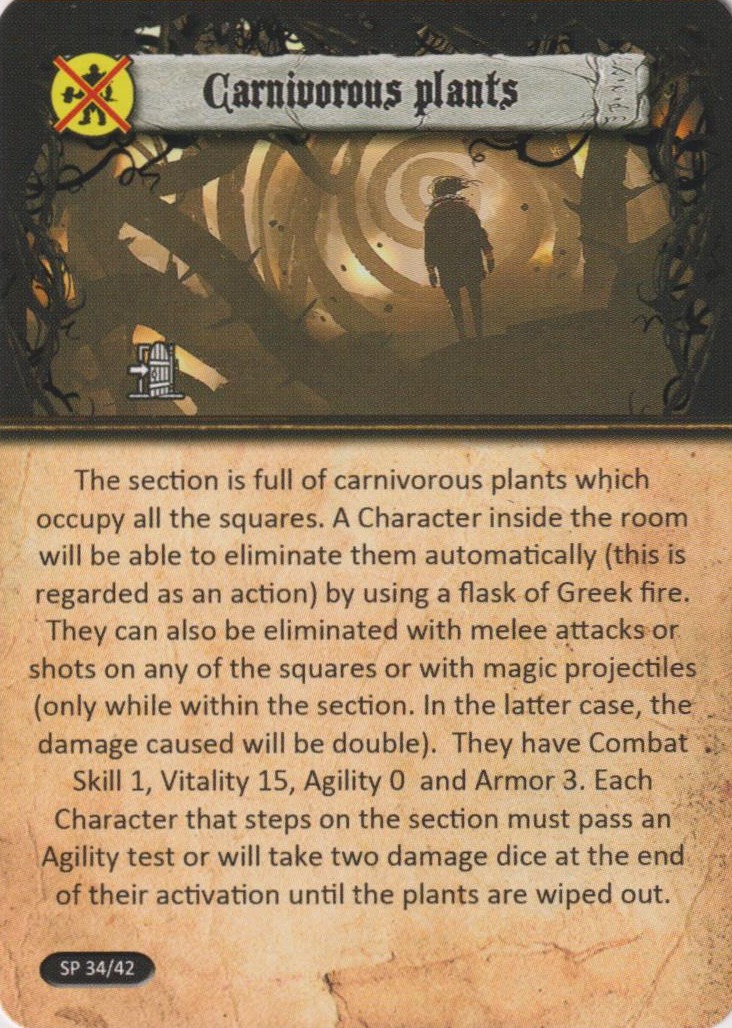 Carnivorous plants
The section is full of carnivorous plants which
occupy all the squares. A Character inside the room
will be able to eliminate them automatically (this is
regarded as an action) by using a flask of Greek fire.
They can also be eliminated with melee attacks or
shots on any of the squares or with magic projectiles
(only while within the section. In the latter case, the
damage caused will be double). They have Combat
Skill 1, Vitality 15, Agility 0 and Armor 3. Each
Character that steps on the section must pass an
Agility test or will take two damage dice at the end
of their activation until the plants are wiped out.
SP 34/42